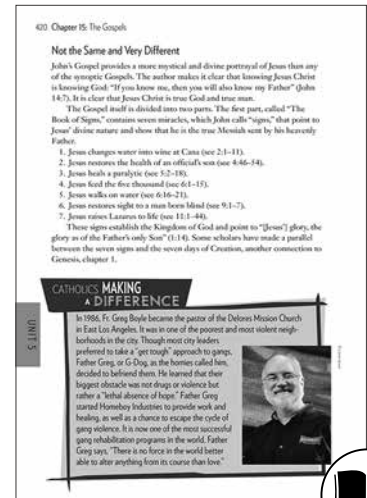 420 Chapter 15: The Gospels
Not the Same and Very Different
John's Gospel provides a more mystical and divine portrayal of Jesus than any
of the synoptic Gospels. The author makes it clear that knowing Jesus Christ
is knowing God: "If you know me, then you will also know my Father" (John
14:7). It is clear that Jesus Christ is true God and true man.
The Gospel itself is divided into two parts. The first part, called "The
Book of Signs," contains seven miracles, which John calls "signs," that point to
Jesus' divine nature and show that he is the true Messiah sent by his heavenly
Father.
1. Jesus changes water into wine at Cana (see 2:1–11).
2. Jesus restores the health of an official's son (see 4:46–54).
3. Jesus heals a paralytic (see 5:2–18).
4. Jesus feed the five thousand (see 6:1–15).
5. Jesus walks on water (see 6:16–21).
6. Jesus restores sight to a man born blind (see 9:1–7).
7. Jesus raises Lazarus to life (see 11:1–44).
These signs establish the Kingdom of God and point to "[Jesus'] glory, the
glory as of the Father's only Son" (1:14). Some scholars have made a parallel
between the seven signs and the seven days of Creation, another connection to
Genesis, chapter 1.
CATHOLICS MAKING
A DIFFERENCE
UNIT 5
In 1986, Fr. Greg Boyle became the pastor of the Delores Mission Church
in East Los Angeles. It was in one of the poorest and most violent neigh-
borhoods in the city. Though most city leaders
preferred to take a "get tough" approach to gangs,
Father Greg, or G-Dog, as the homies called him,
decided to befriend them. He learned that their
biggest obstacle was not drugs or violence but
rather a "lethal absence of hope." Father Greg
started Homeboy Industries to provide work and
healing, as well as a chance to escape the cycle of
gang violence. It is now one of the most successful
gang rehabilitation programs in the world. Father
Greg says, "There is no force in the world better
able to alter anything from its course than love."